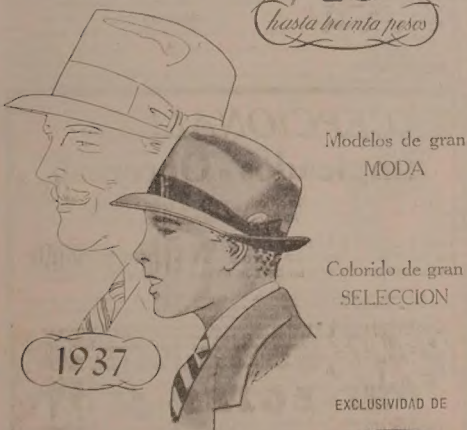 hasta treinta pesos
Modelos de gran
MODA
Colorido de gran
SELECCION
1937
EXCLUSIVIDAD DE